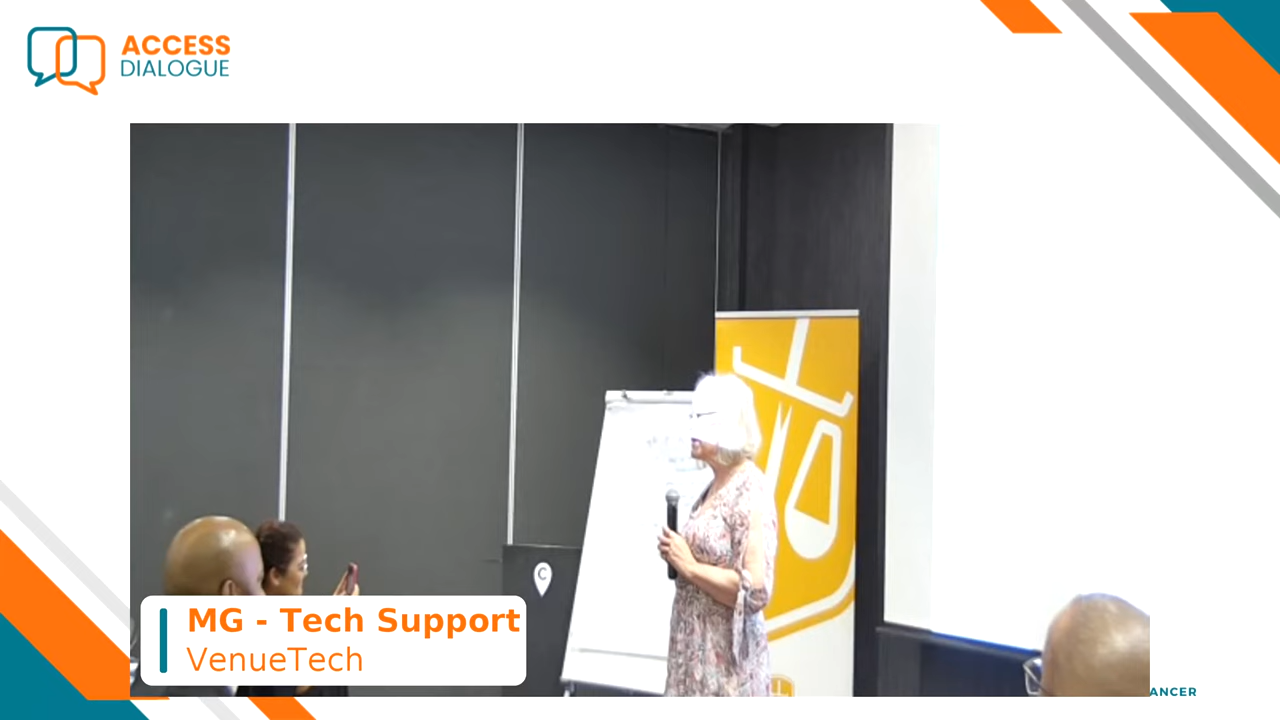 ACCESS
DIALOGUE
C
MG - Tech Support
VenueTech
ANCER